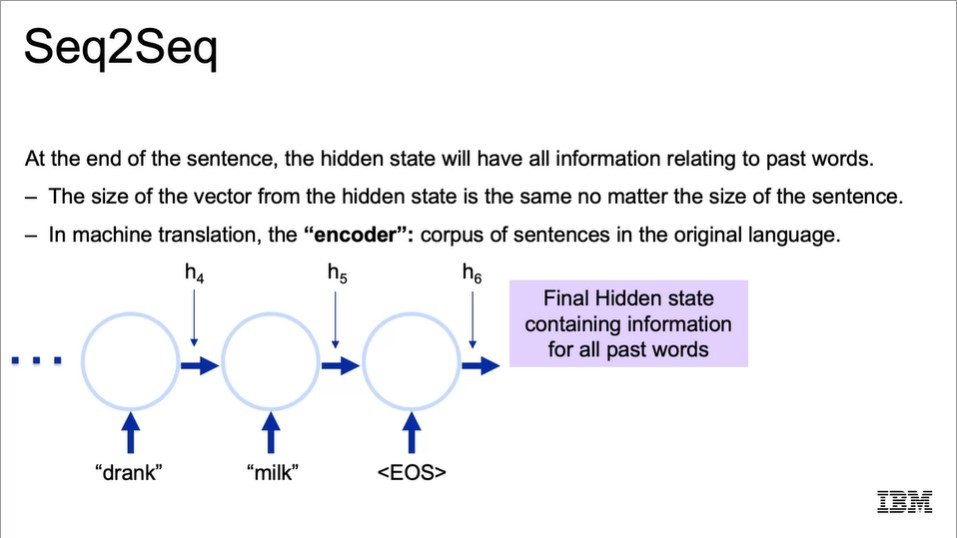 Seq2Seq
At the end of the sentence, the hidden state will have all information relating to past words.
– The size of the vector from the hidden state is the same no matter the size of the sentence.
– In machine translation, the “encoder”: corpus of sentences in the original language.
h4 h5 h6
Final Hidden state
containing information
for all past words
“drank” “milk” <EOS>
IBM